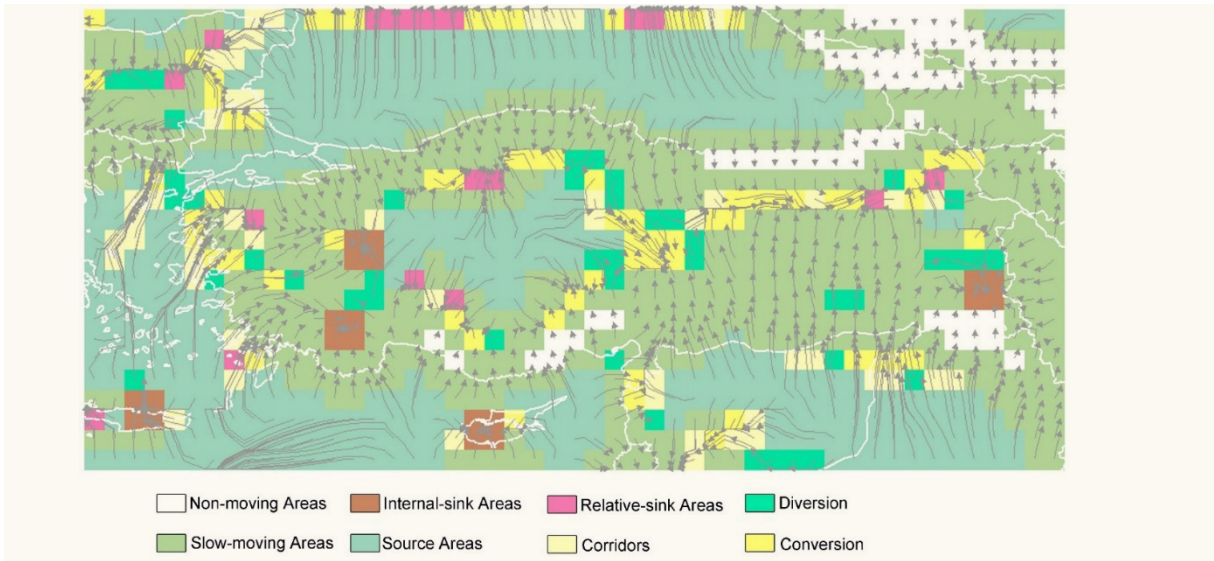 Non-moving Areas Internal-sink Areas Relative-sink Areas Diversion
Slow-moving Areas Source Areas Corridors Conversion